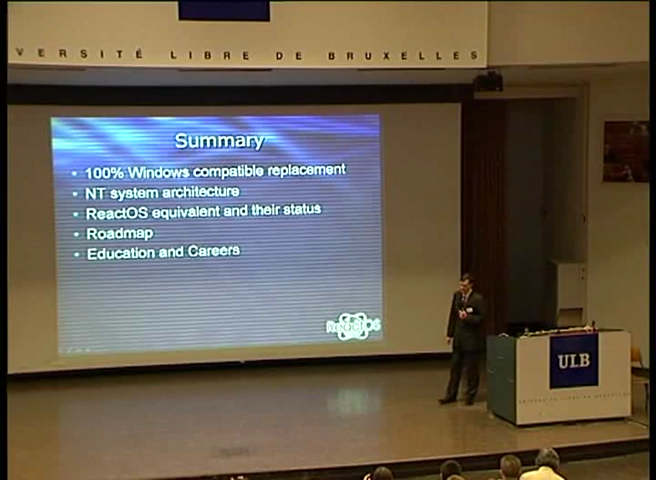 VERSITÉ LIBRE DE BRUXELLES
Summary
• 100% Windows compatible replacement
• NT system architecture
• ReactOS equivalent and their status
• Roadmap
• Education and Careers
ReactOS
ULB